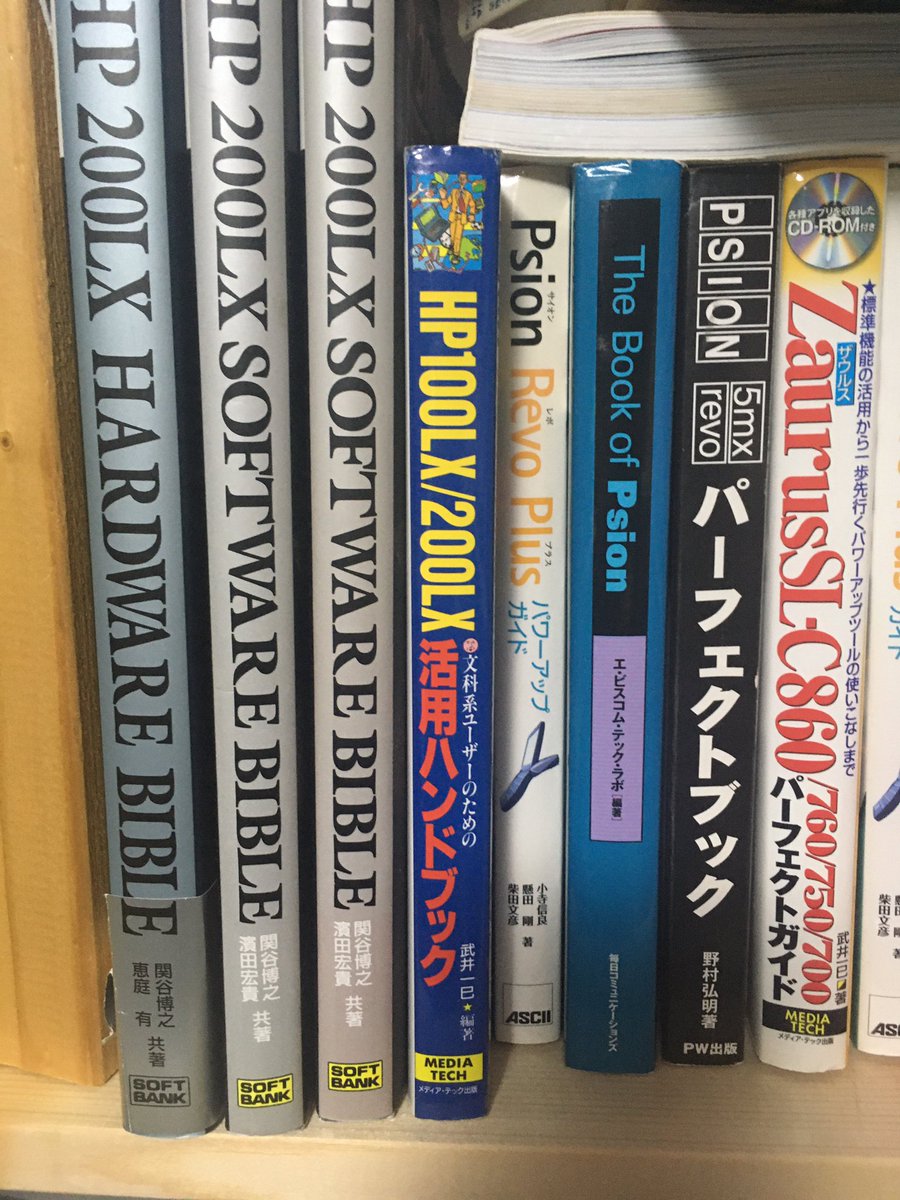 HP 200LX HARDWARE BIBLE
関谷博之
恵庭 有 共著
SOFT
BANK
HP 200LX SOFTWARE BIBLE
関谷博之
濱田宏貴 共著
SOFT
BANK
HP 200LX SOFTWARE BIBLE
関谷博之
濱田宏貴 共著
SOFT
BANK
HP100LX/200LX
文科系ユーザーのための
活用ハンドブック
武井一巳★編著
MEDIA
TECH
メディア・テック出版
Psion Revo Plus
サイオン レボ プラス
パワーアップ
ガイド
小寺信良
懸田 剛 著
柴田文彦
ASCII
The Book of Psion
エ・ビスコム・テック・ラボ[編著]
毎日コミュニケーションズ
PSION
5mx
revo
パーフェクトブック
野村弘明著
PW出版
各種アプリを収録した
CD-ROM付き
★標準機能の活用から一歩先行くパワーアップツールの使いこなしまで
ザウルス
ZaurusSL-C860/760/750/700
パーフェクトガイド
武井一巳 著
MEDIA
TECH
メディア・テック出版
ガイド
懸田
柴田文彦